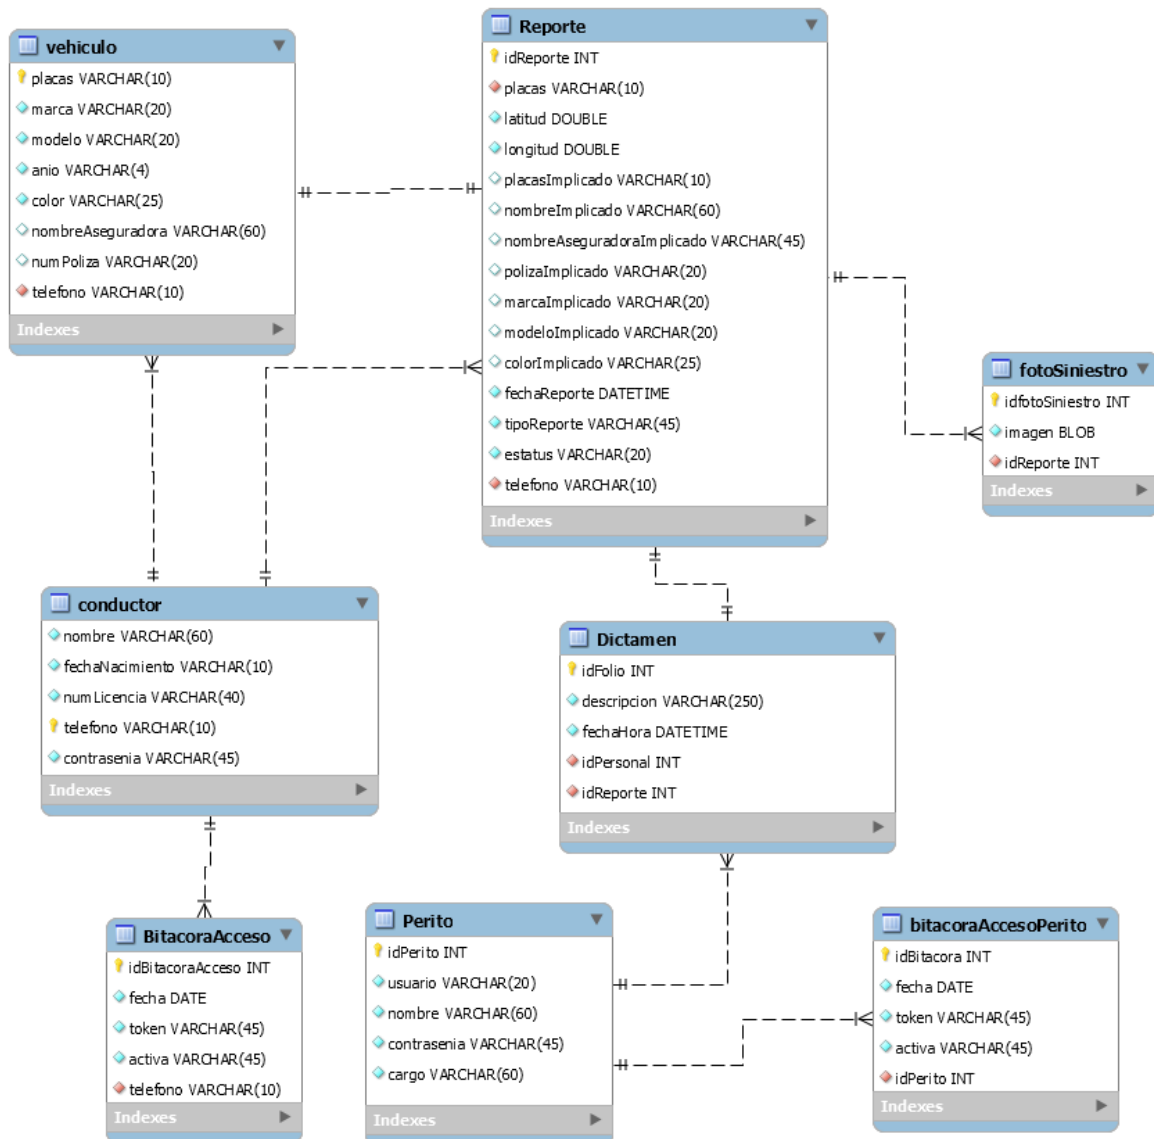 vehiculo
placas VARCHAR(10)
marca VARCHAR(20)
modelo VARCHAR(20)
anio VARCHAR(4)
color VARCHAR(25)
nombreAseguradora VARCHAR(60)
numPoliza VARCHAR(20)
telefono VARCHAR(10)
Indexes
Reporte
idReporte INT
placas VARCHAR(10)
latitud DOUBLE
longitud DOUBLE
placasImplicado VARCHAR(10)
nombreImplicado VARCHAR(60)
nombreAseguradoraImplicado VARCHAR(45)
polizaImplicado VARCHAR(20)
marcaImplicado VARCHAR(20)
modeloImplicado VARCHAR(20)
colorImplicado VARCHAR(25)
fechaReporte DATETIME
tipoReporte VARCHAR(45)
estatus VARCHAR(20)
telefono VARCHAR(10)
Indexes
fotoSiniestro
idfotoSiniestro INT
imagen BLOB
idReporte INT
Indexes
conductor
nombre VARCHAR(60)
fechaNacimiento VARCHAR(10)
numLicencia VARCHAR(40)
telefono VARCHAR(10)
contrasenia VARCHAR(45)
Indexes
Dictamen
idFolio INT
descripcion VARCHAR(250)
fechaHora DATETIME
idPersonal INT
idReporte INT
Indexes
BitacoraAcceso
idBitacoraAcceso INT
fecha DATE
token VARCHAR(45)
activa VARCHAR(45)
telefono VARCHAR(10)
Indexes
Perito
idPerito INT
usuario VARCHAR(20)
nombre VARCHAR(60)
contrasenia VARCHAR(45)
cargo VARCHAR(60)
Indexes
bitacoraAccesoPerito
idBitacora INT
fecha DATE
token VARCHAR(45)
activa VARCHAR(45)
idPerito INT
Indexes